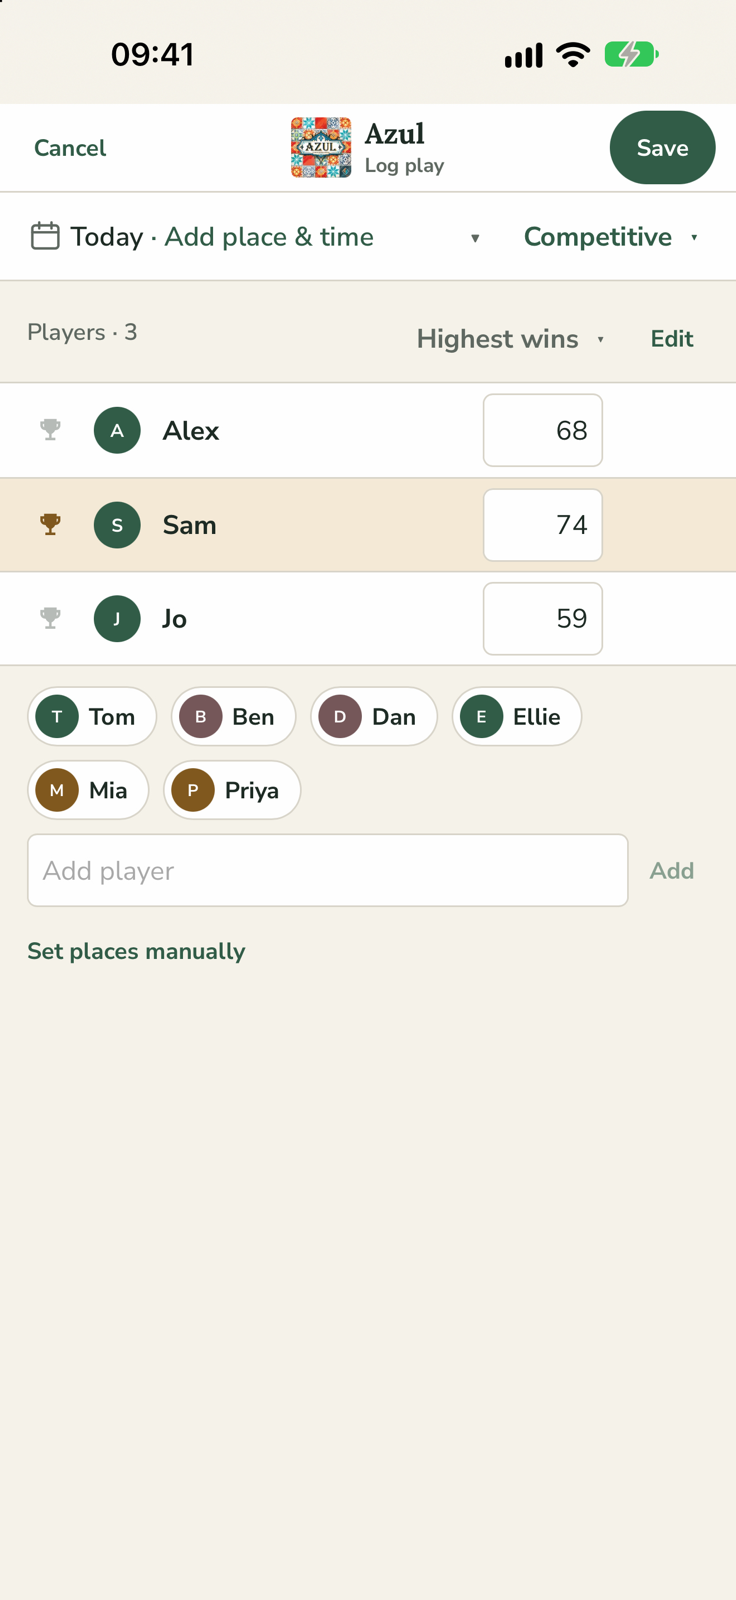 09:41
Cancel
AZUL
Azul
Log play
Save
Today · Add place & time
Competitive
Players · 3
Highest wins
Edit
A Alex 68
S Sam 74
J Jo 59
T Tom B Ben D Dan E Ellie
M Mia P Priya
Add player Add
Set places manually